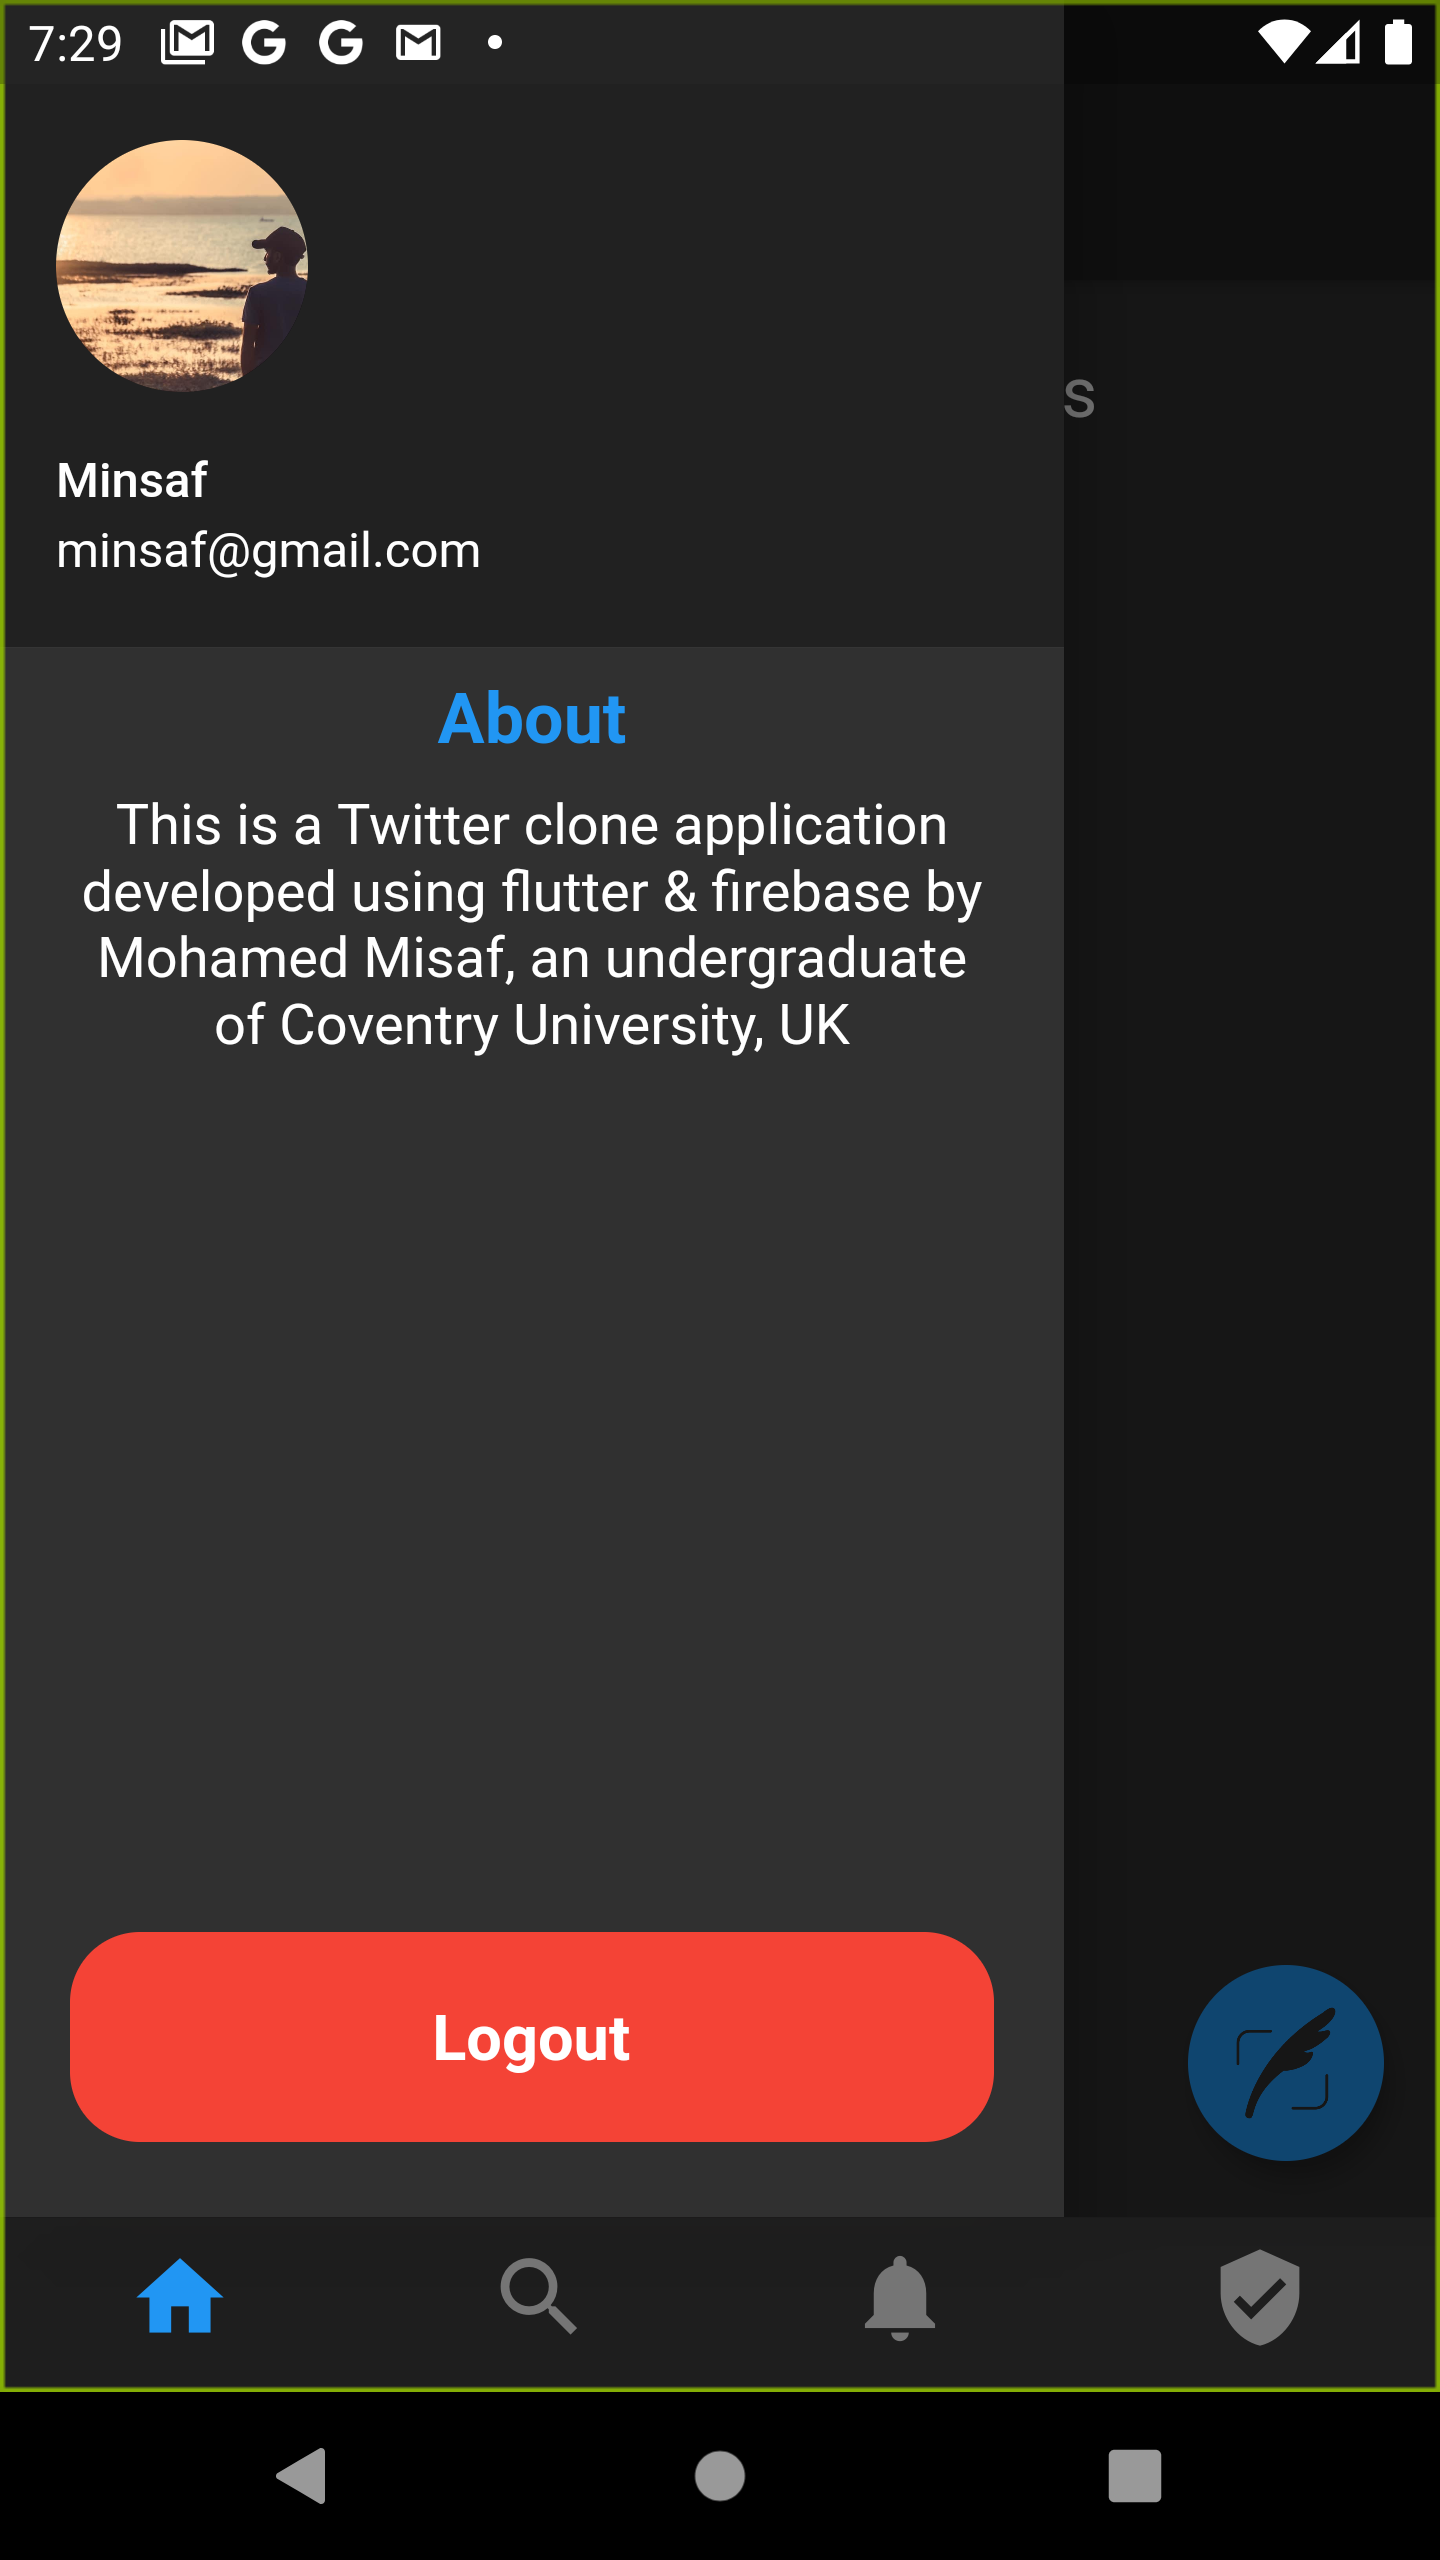 7:29
s
Minsaf
minsaf@gmail.com
About
This is a Twitter clone application
developed using flutter & firebase by
Mohamed Misaf, an undergraduate
of Coventry University, UK
Logout